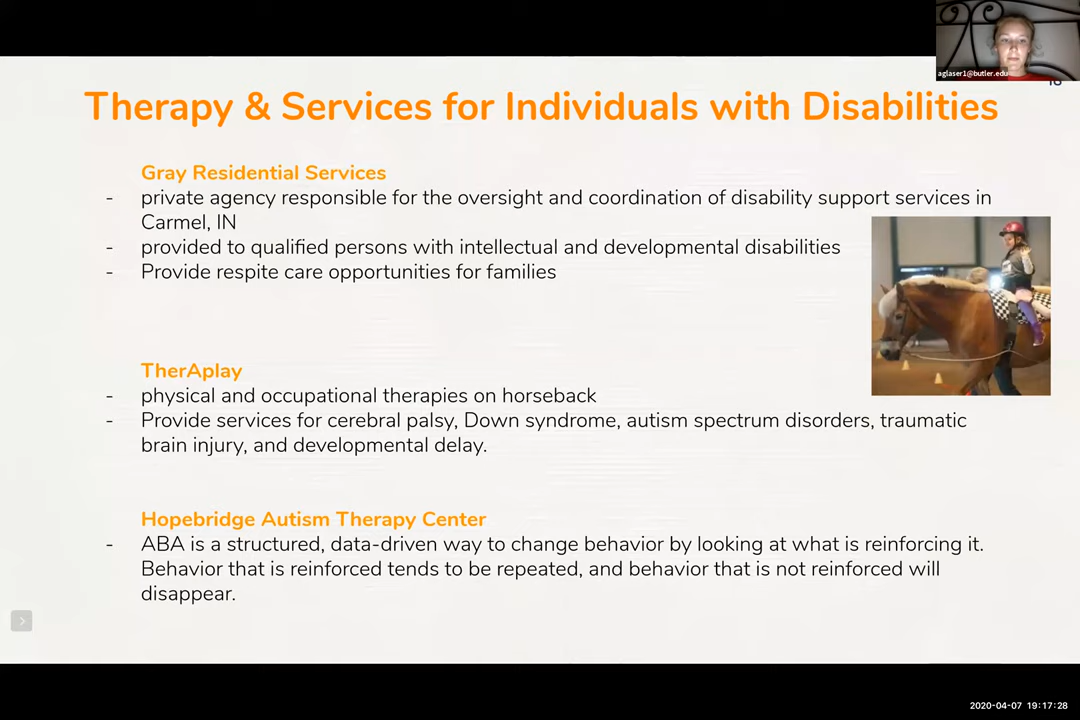 aglaser1@butler.edu
Therapy & Services for Individuals with Disabilities
Gray Residential Services
- private agency responsible for the oversight and coordination of disability support services in
Carmel, IN
- provided to qualified persons with intellectual and developmental disabilities
- Provide respite care opportunities for families
TherAplay
- physical and occupational therapies on horseback
- Provide services for cerebral palsy, Down syndrome, autism spectrum disorders, traumatic
brain injury, and developmental delay.
Hopebridge Autism Therapy Center
- ABA is a structured, data-driven way to change behavior by looking at what is reinforcing it.
Behavior that is reinforced tends to be repeated, and behavior that is not reinforced will
disappear.
2020-04-07 19:17:28